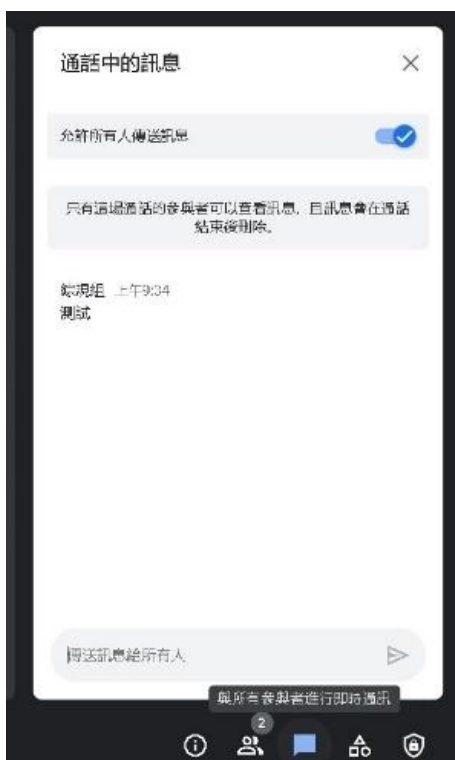 通話中的訊息
允許所有人傳送訊息
只有這場通話的參與者可以查看訊息，且訊息會在通話
結束後刪除。
綜規組 上午9:34
測試
傳送訊息給所有人
與所有參與者進行即時通訊
2